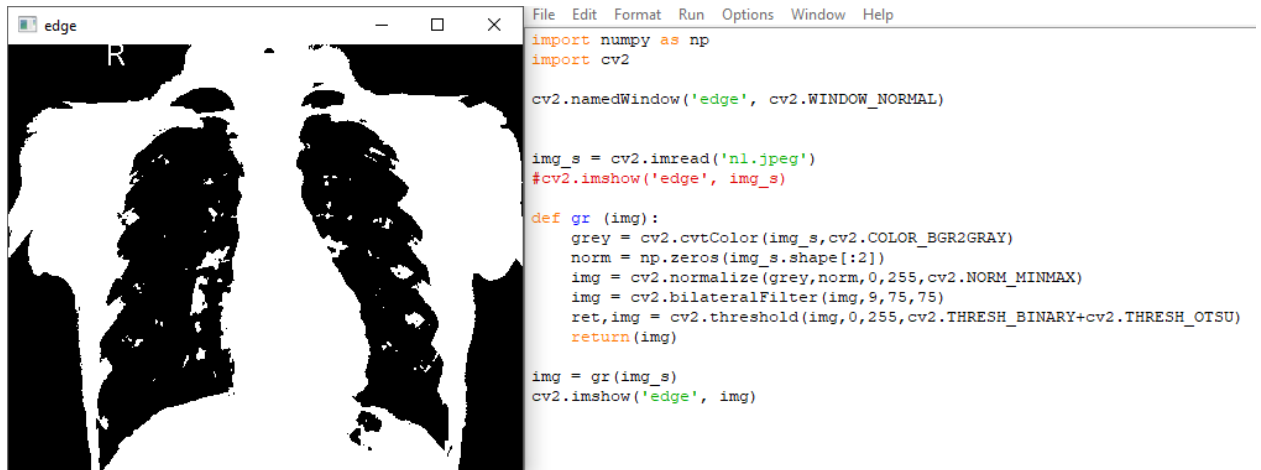 edge
R
File Edit Format Run Options Window Help
import numpy as np
import cv2
cv2.namedWindow('edge', cv2.WINDOW_NORMAL)
img_s = cv2.imread('n1.jpeg')
#cv2.imshow('edge', img_s)
def gr (img):
    grey = cv2.cvtColor(img_s,cv2.COLOR_BGR2GRAY)
    norm = np.zeros(img_s.shape[:2])
    img = cv2.normalize(grey,norm,0,255,cv2.NORM_MINMAX)
    img = cv2.bilateralFilter(img,9,75,75)
    ret,img = cv2.threshold(img,0,255,cv2.THRESH_BINARY+cv2.THRESH_OTSU)
    return(img)
img = gr(img_s)
cv2.imshow('edge', img)